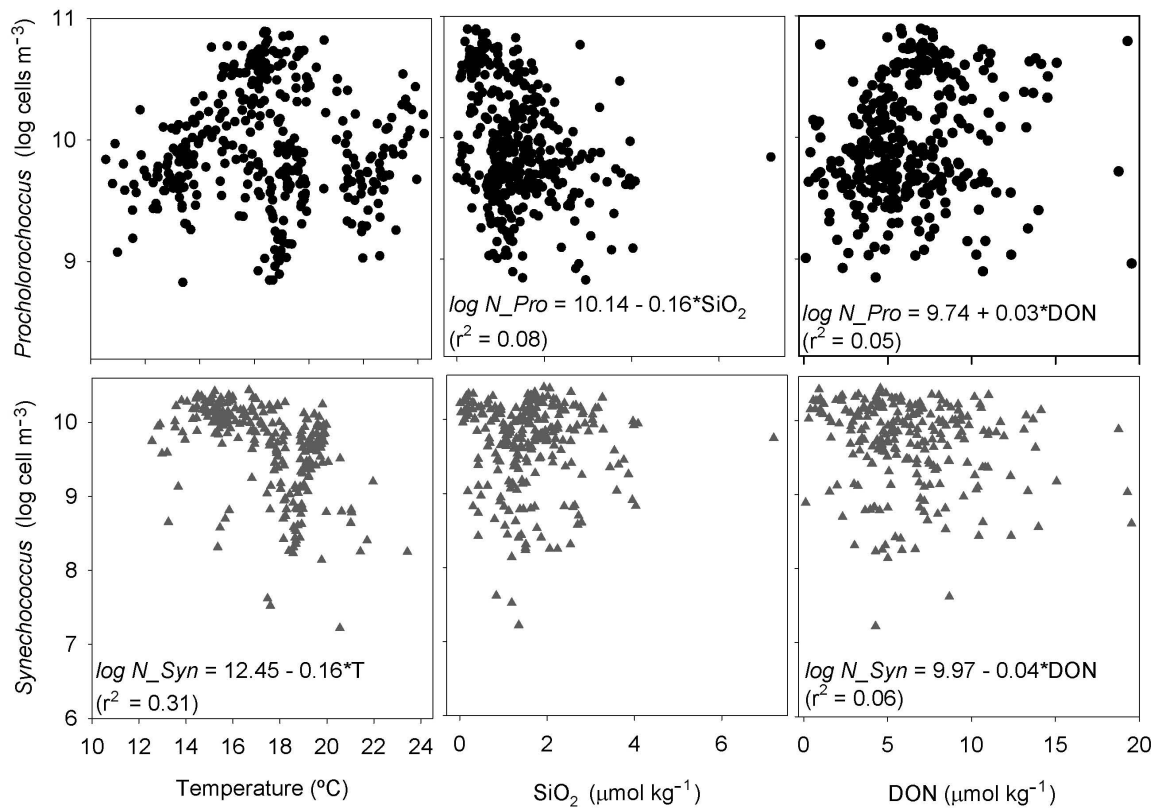 Procholorochoccus (log cells m⁻³)
11
10
9
log N_Pro = 10.14 - 0.16*SiO₂
(r² = 0.08)
log N_Pro = 9.74 + 0.03*DON
(r² = 0.05)
Synechococcus (log cell m⁻³)
10
9
8
7
6
log N_Syn = 12.45 - 0.16*T
(r² = 0.31)
log N_Syn = 9.97 - 0.04*DON
(r² = 0.06)
10 12 14 16 18 20 22 24
0 2 4 6
0 5 10 15 20
Temperature (ºC)
SiO₂ (μmol kg⁻¹)
DON (μmol kg⁻¹)